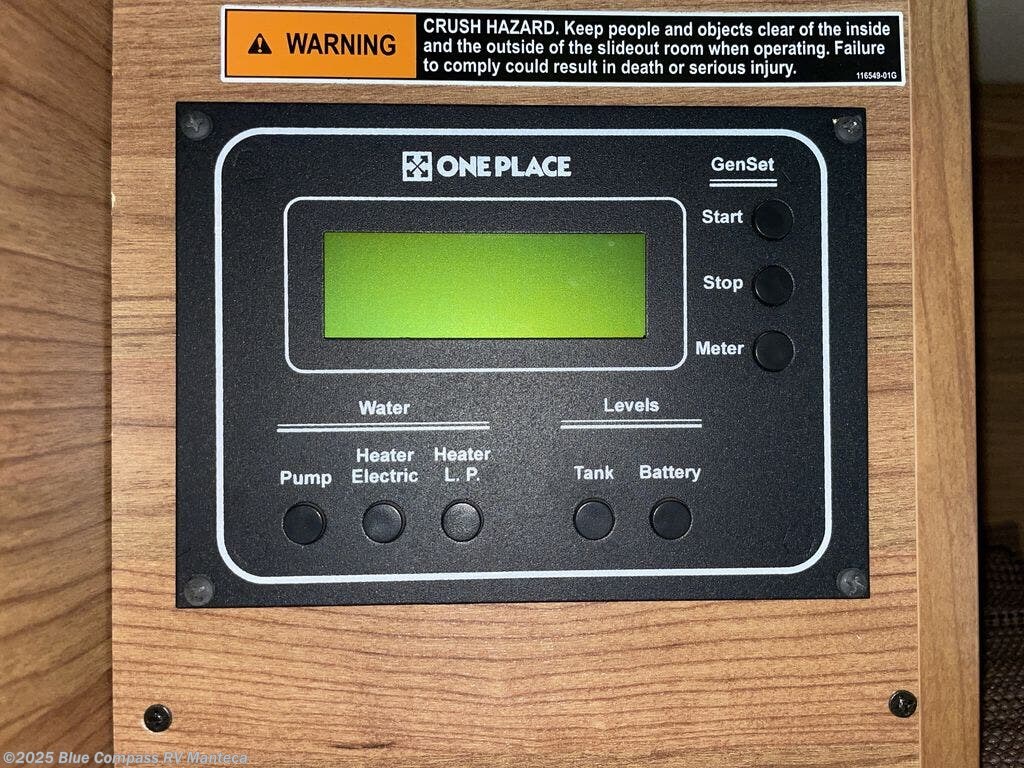 WARNING
CRUSH HAZARD. Keep people and objects clear of the inside
and the outside of the slideout room when operating. Failure
to comply could result in death or serious injury.
116549-01G
ONE PLACE
GenSet
Start
Stop
Meter
Water
Levels
Pump
Heater
Electric
Heater
L. P.
Tank
Battery
©2025 Blue Compass RV Manteca